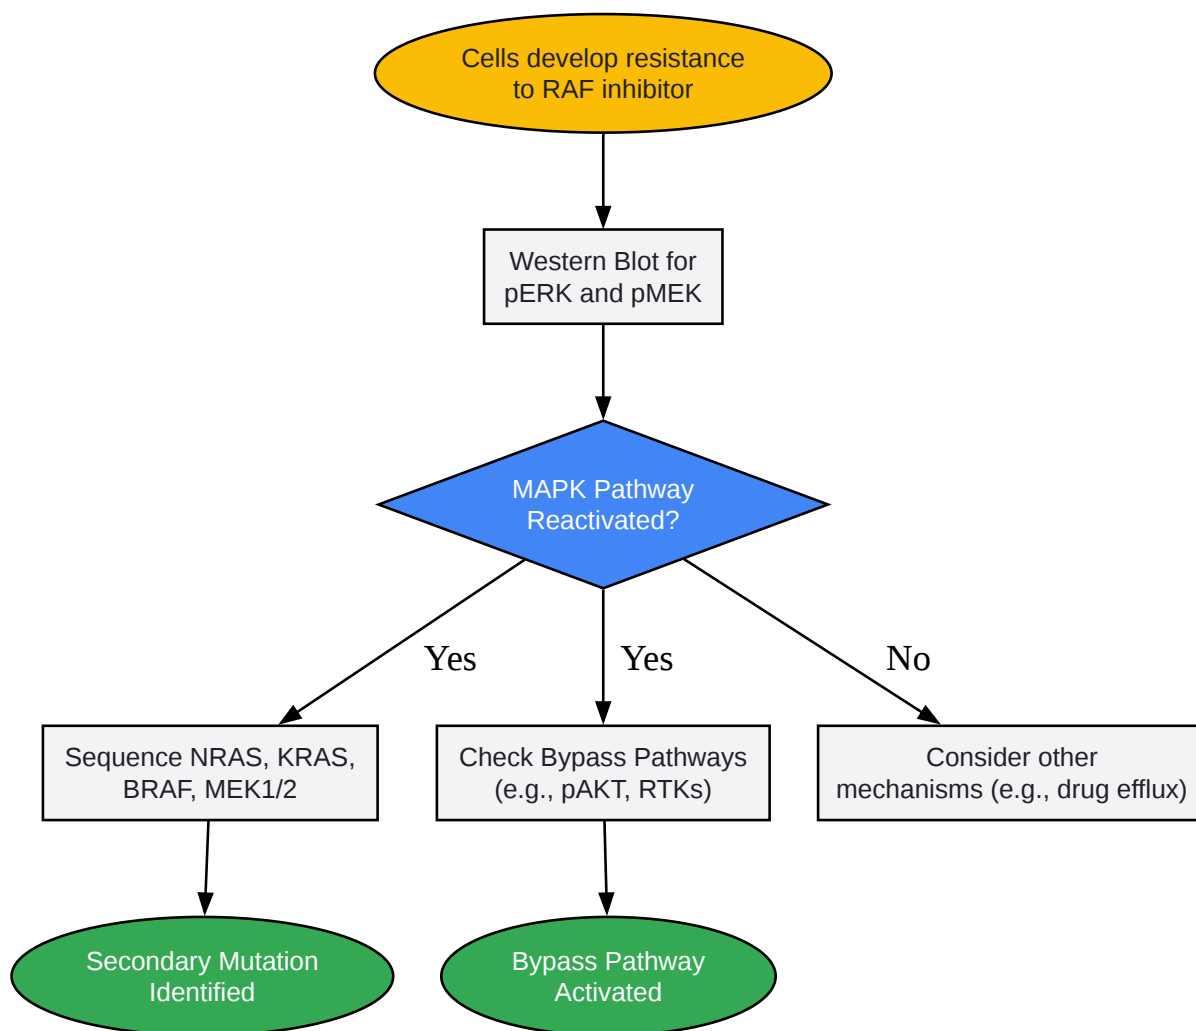 Cells develop resistance
to RAF inhibitor
Western Blot for
pERK and pMEK
MAPK Pathway
Reactivated?
Yes
Yes
No
Sequence NRAS, KRAS,
BRAF, MEK1/2
Check Bypass Pathways
(e.g., pAKT, RTKs)
Consider other
mechanisms (e.g., drug efflux)
Secondary Mutation
Identified
Bypass Pathway
Activated